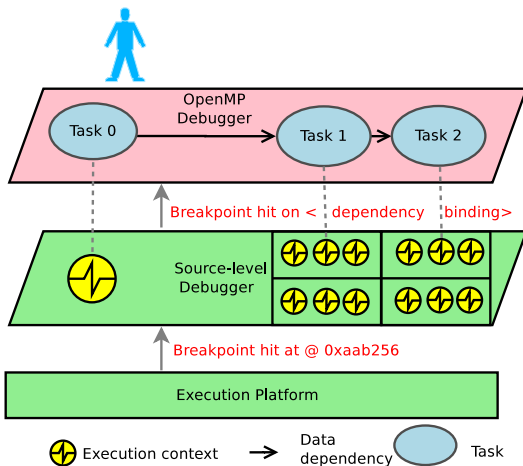 OpenMP
Debugger
Task 0
Task 1
Task 2
Breakpoint hit on < dependency binding>
Source-level
Debugger
Breakpoint hit at @ 0xaab256
Execution Platform
Execution context
Data
dependency
Task